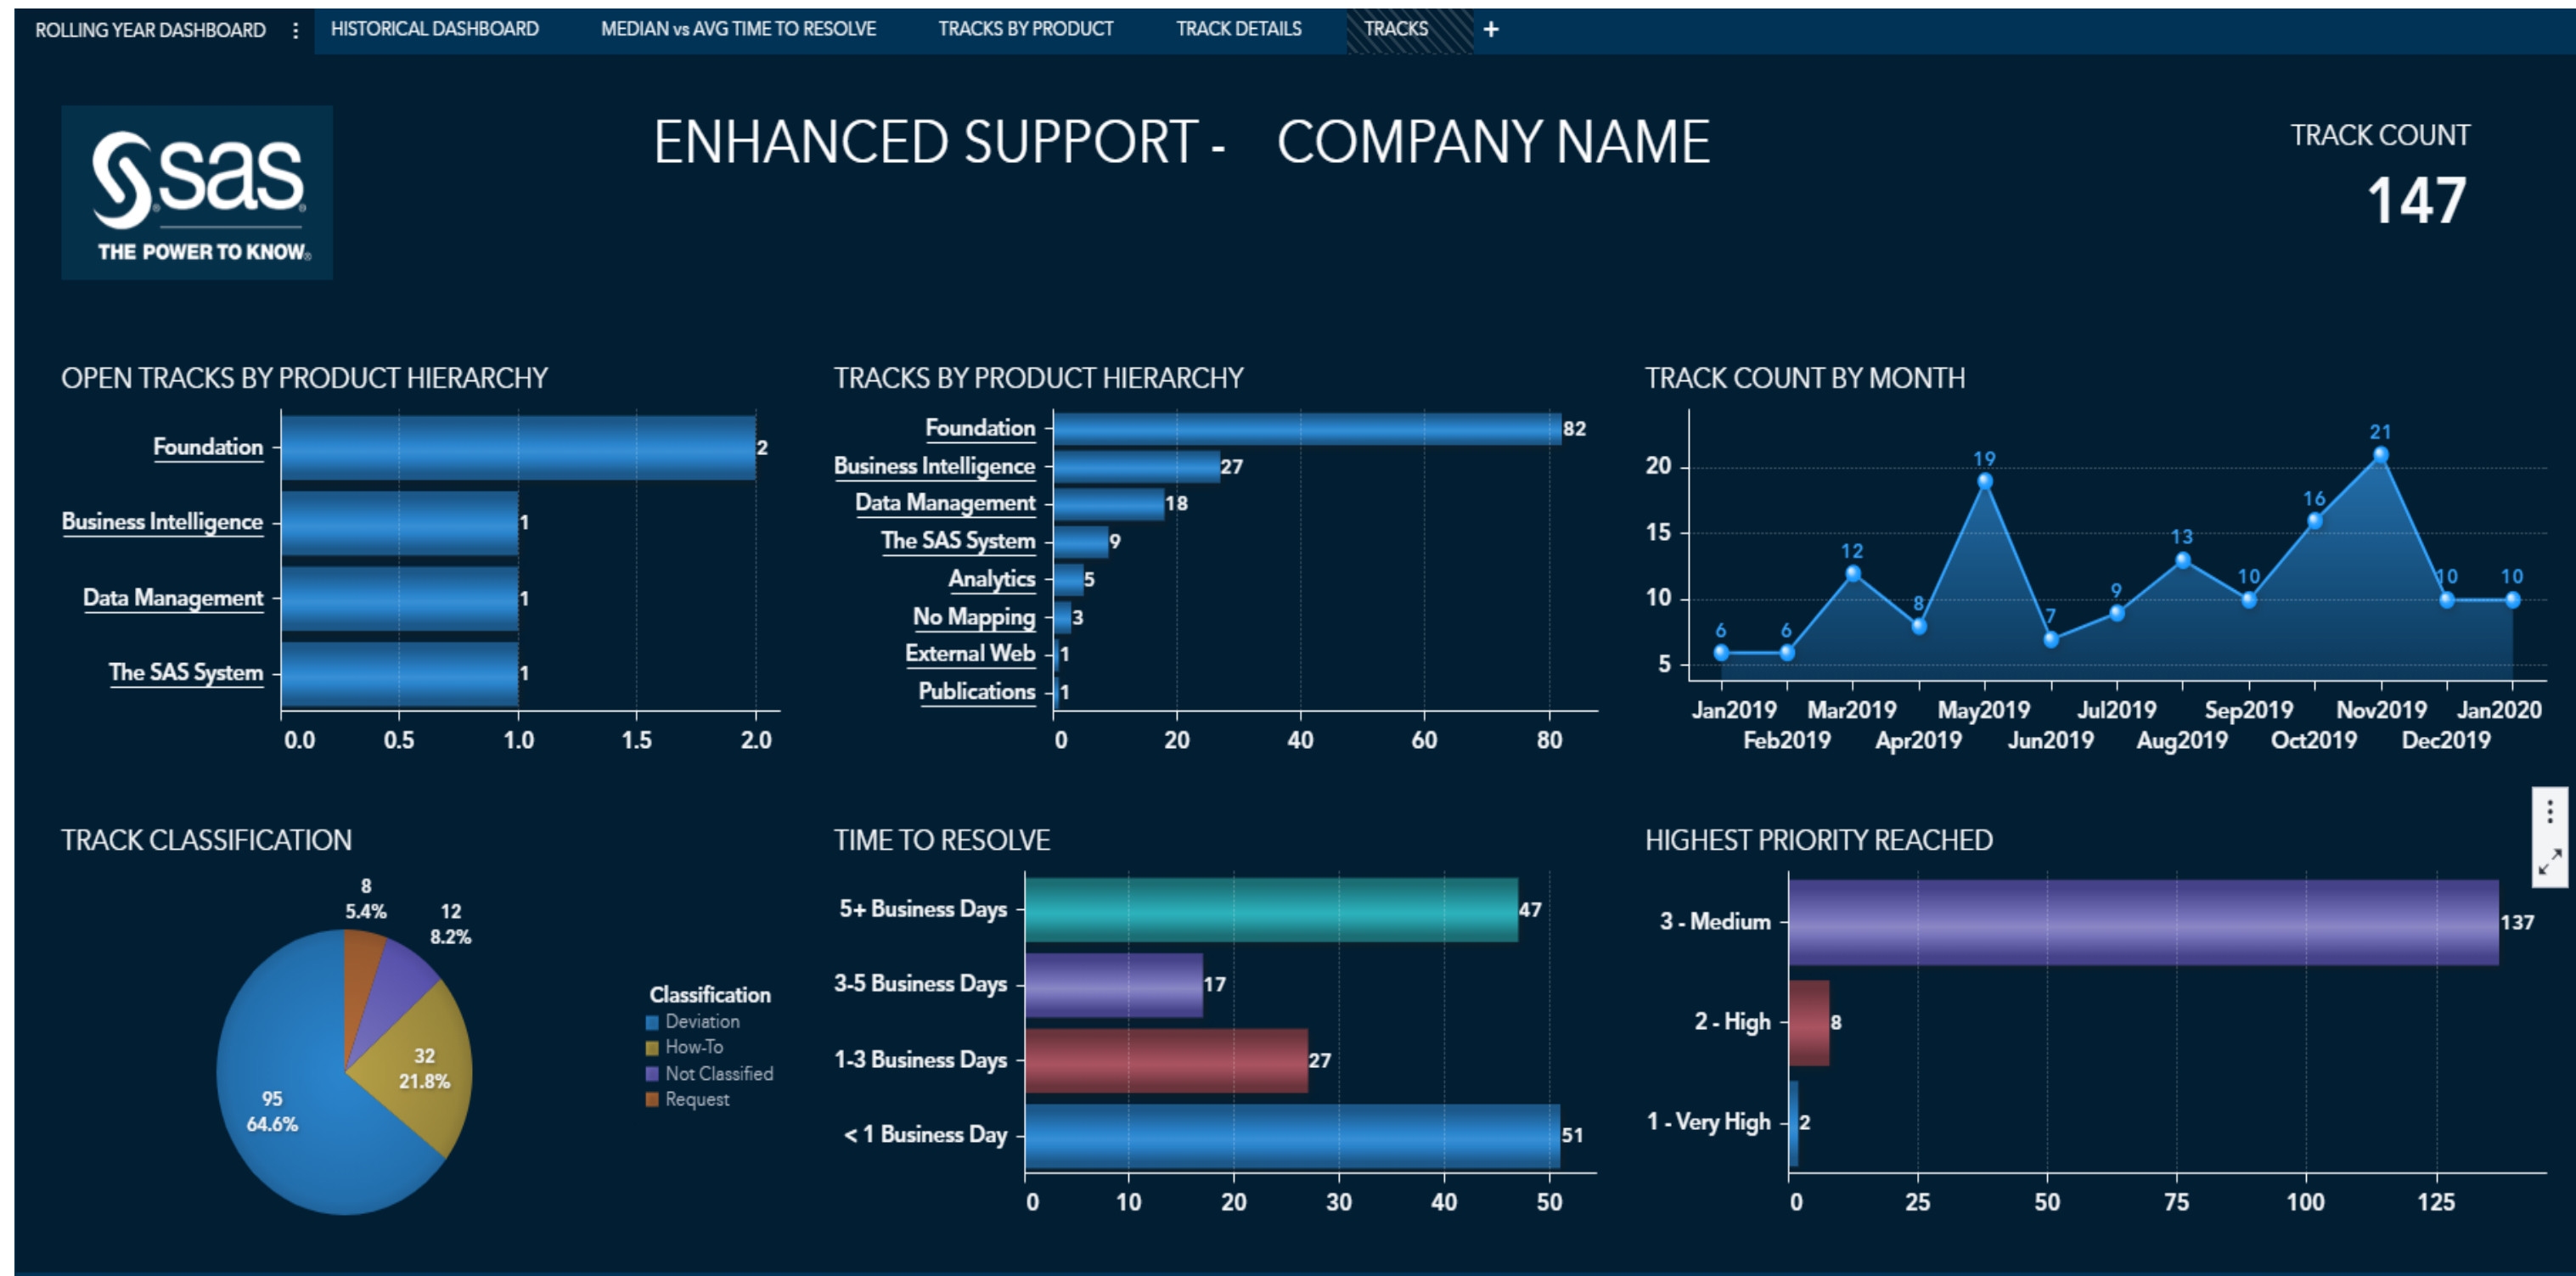 ROLLING YEAR DASHBOARD
HISTORICAL DASHBOARD
MEDIAN vs AVG TIME TO RESOLVE
TRACKS BY PRODUCT
TRACK DETAILS
TRACKS
+
sas
THE POWER TO KNOW®
ENHANCED SUPPORT - COMPANY NAME
TRACK COUNT
147
OPEN TRACKS BY PRODUCT HIERARCHY
Foundation 2
Business Intelligence 1
Data Management 1
The SAS System 1
0.0 0.5 1.0 1.5 2.0
TRACKS BY PRODUCT HIERARCHY
Foundation 82
Business Intelligence 27
Data Management 18
The SAS System 9
Analytics 5
No Mapping 3
External Web 1
Publications 1
0 20 40 60 80
TRACK COUNT BY MONTH
20
15
10
5
6 6 12 8 19 7 9 13 10 16 21 10 10
Jan2019 Mar2019 May2019 Jul2019 Sep2019 Nov2019 Jan2020
Feb2019 Apr2019 Jun2019 Aug2019 Oct2019 Dec2019
TRACK CLASSIFICATION
8
5.4%
12
8.2%
32
21.8%
95
64.6%
Classification
Deviation
How-To
Not Classified
Request
TIME TO RESOLVE
5+ Business Days 47
3-5 Business Days 17
1-3 Business Days 27
< 1 Business Day 51
0 10 20 30 40 50
HIGHEST PRIORITY REACHED
3 - Medium 137
2 - High 8
1 - Very High 2
0 25 50 75 100 125